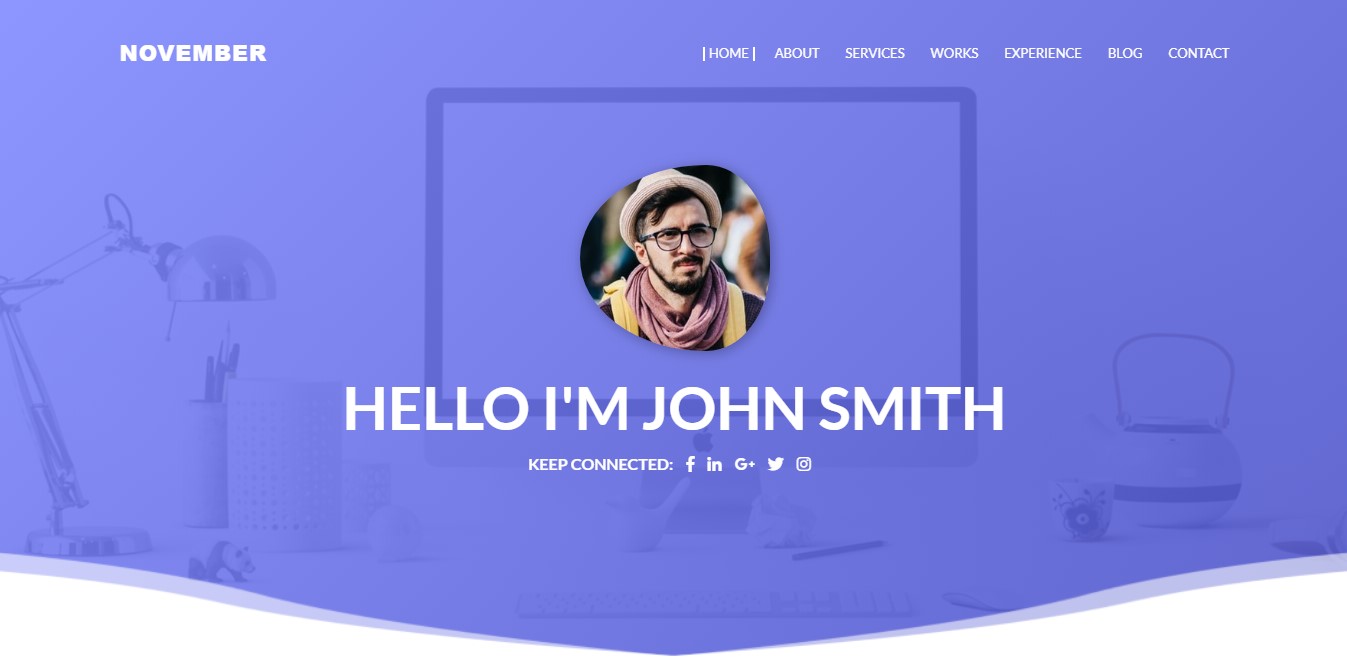 NOVEMBER
| HOME | ABOUT SERVICES WORKS EXPERIENCE BLOG CONTACT
HELLO I'M JOHN SMITH
KEEP CONNECTED: f in G+